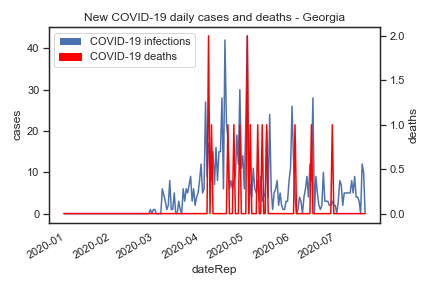 New COVID-19 daily cases and deaths - Georgia
COVID-19 infections
COVID-19 deaths
40
30
20
10
0
cases
2.0
1.5
1.0
0.5
0.0
deaths
2020-01
2020-02
2020-03
2020-04
2020-05
2020-06
2020-07
dateRep